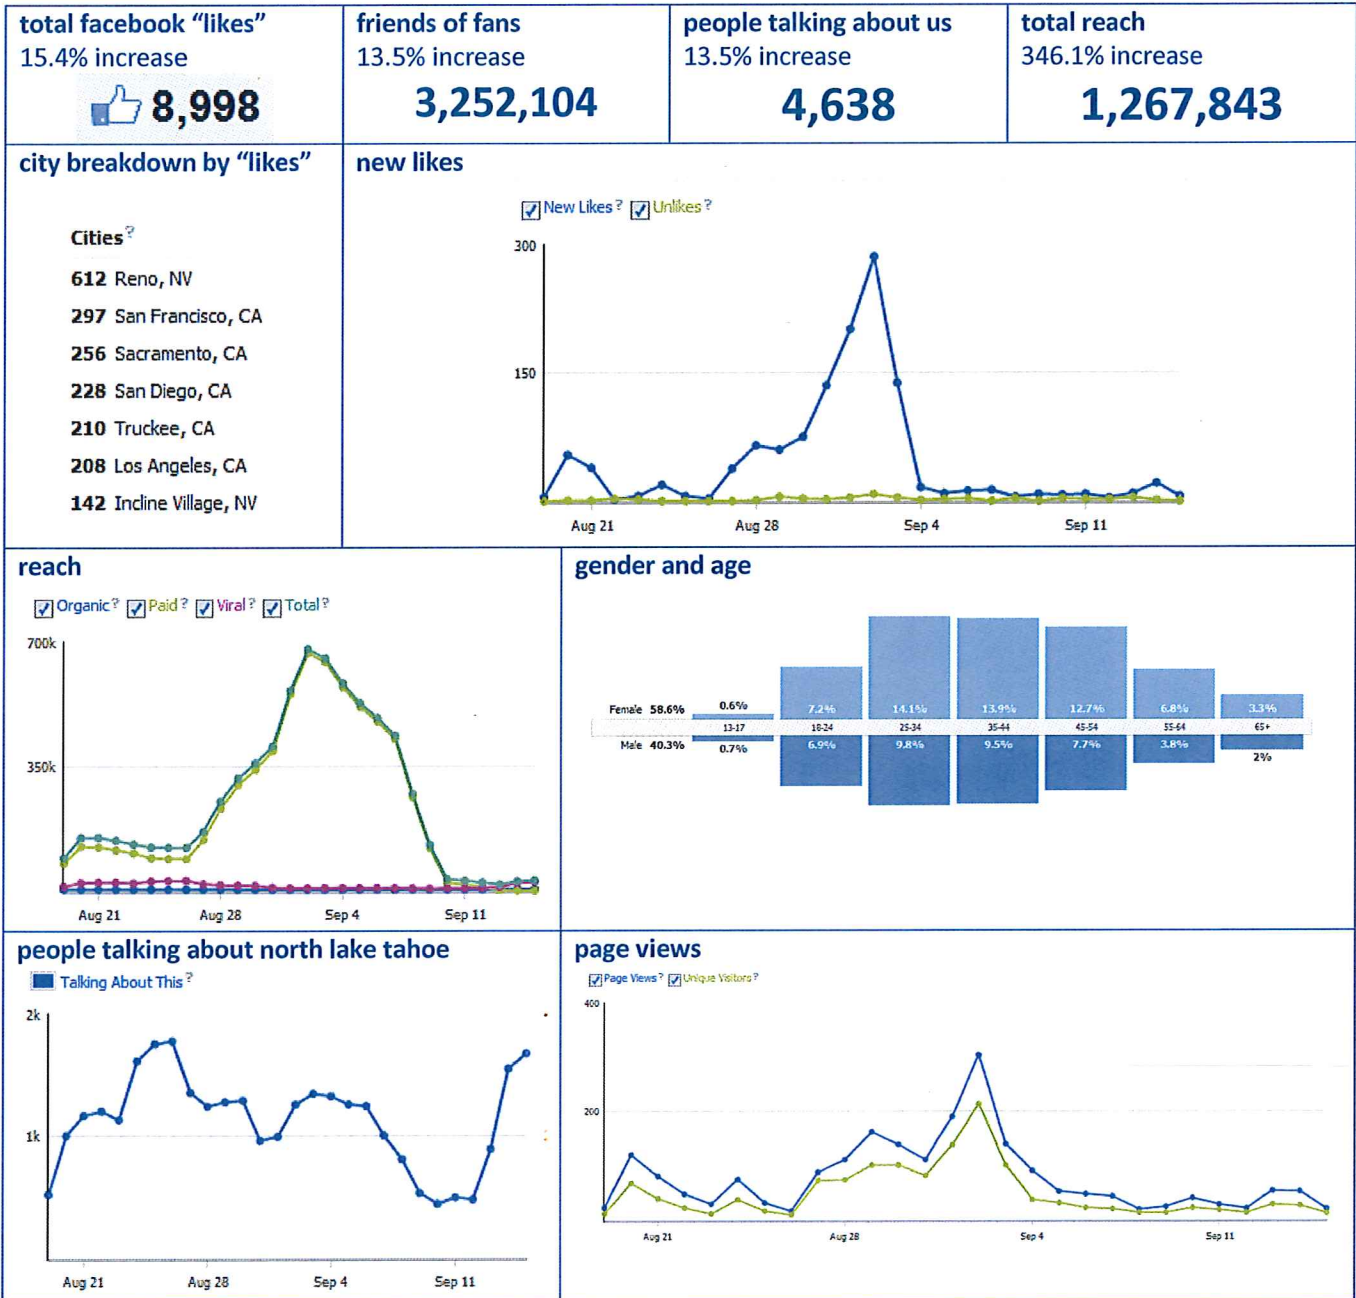 total facebook “likes”
15.4% increase
8,998
friends of fans
13.5% increase
3,252,104
people talking about us
13.5% increase
4,638
total reach
346.1% increase
1,267,843
city breakdown by “likes”
Cities?
612 Reno, NV
297 San Francisco, CA
256 Sacramento, CA
228 San Diego, CA
210 Truckee, CA
208 Los Angeles, CA
142 Incline Village, NV
new likes
New Likes? Unlikes?
300
150
Aug 21 Aug 28 Sep 4 Sep 11
reach
Organic? Paid? Viral? Total?
700k
350k
Aug 21 Aug 28 Sep 4 Sep 11
gender and age
Female 58.6% 0.6% 7.2% 14.1% 13.9% 12.7% 6.8% 3.3%
13-17 18-24 25-34 35-44 45-54 55-64 65+
Male 40.3% 0.7% 6.9% 9.8% 9.5% 7.7% 3.8% 2%
people talking about north lake tahoe
Talking About This?
2k
1k
Aug 21 Aug 28 Sep 4 Sep 11
page views
Page Views? Unique Visitors?
400
200
Aug 21 Aug 28 Sep 4 Sep 11